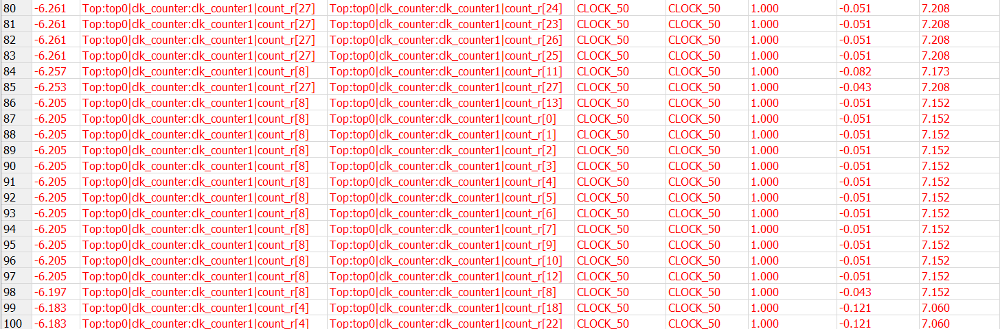 80 -6.261 Top:top0|clk_counter:clk_counter1|count_r[27] Top:top0|clk_counter:clk_counter1|count_r[24] CLOCK_50 CLOCK_50 1.000 -0.051 7.208
81 -6.261 Top:top0|clk_counter:clk_counter1|count_r[27] Top:top0|clk_counter:clk_counter1|count_r[23] CLOCK_50 CLOCK_50 1.000 -0.051 7.208
82 -6.261 Top:top0|clk_counter:clk_counter1|count_r[27] Top:top0|clk_counter:clk_counter1|count_r[26] CLOCK_50 CLOCK_50 1.000 -0.051 7.208
83 -6.261 Top:top0|clk_counter:clk_counter1|count_r[27] Top:top0|clk_counter:clk_counter1|count_r[25] CLOCK_50 CLOCK_50 1.000 -0.051 7.208
84 -6.257 Top:top0|clk_counter:clk_counter1|count_r[8] Top:top0|clk_counter:clk_counter1|count_r[11] CLOCK_50 CLOCK_50 1.000 -0.082 7.173
85 -6.253 Top:top0|clk_counter:clk_counter1|count_r[27] Top:top0|clk_counter:clk_counter1|count_r[27] CLOCK_50 CLOCK_50 1.000 -0.043 7.208
86 -6.205 Top:top0|clk_counter:clk_counter1|count_r[8] Top:top0|clk_counter:clk_counter1|count_r[13] CLOCK_50 CLOCK_50 1.000 -0.051 7.152
87 -6.205 Top:top0|clk_counter:clk_counter1|count_r[8] Top:top0|clk_counter:clk_counter1|count_r[0] CLOCK_50 CLOCK_50 1.000 -0.051 7.152
88 -6.205 Top:top0|clk_counter:clk_counter1|count_r[8] Top:top0|clk_counter:clk_counter1|count_r[1] CLOCK_50 CLOCK_50 1.000 -0.051 7.152
89 -6.205 Top:top0|clk_counter:clk_counter1|count_r[8] Top:top0|clk_counter:clk_counter1|count_r[2] CLOCK_50 CLOCK_50 1.000 -0.051 7.152
90 -6.205 Top:top0|clk_counter:clk_counter1|count_r[8] Top:top0|clk_counter:clk_counter1|count_r[3] CLOCK_50 CLOCK_50 1.000 -0.051 7.152
91 -6.205 Top:top0|clk_counter:clk_counter1|count_r[8] Top:top0|clk_counter:clk_counter1|count_r[4] CLOCK_50 CLOCK_50 1.000 -0.051 7.152
92 -6.205 Top:top0|clk_counter:clk_counter1|count_r[8] Top:top0|clk_counter:clk_counter1|count_r[5] CLOCK_50 CLOCK_50 1.000 -0.051 7.152
93 -6.205 Top:top0|clk_counter:clk_counter1|count_r[8] Top:top0|clk_counter:clk_counter1|count_r[6] CLOCK_50 CLOCK_50 1.000 -0.051 7.152
94 -6.205 Top:top0|clk_counter:clk_counter1|count_r[8] Top:top0|clk_counter:clk_counter1|count_r[7] CLOCK_50 CLOCK_50 1.000 -0.051 7.152
95 -6.205 Top:top0|clk_counter:clk_counter1|count_r[8] Top:top0|clk_counter:clk_counter1|count_r[9] CLOCK_50 CLOCK_50 1.000 -0.051 7.152
96 -6.205 Top:top0|clk_counter:clk_counter1|count_r[8] Top:top0|clk_counter:clk_counter1|count_r[10] CLOCK_50 CLOCK_50 1.000 -0.051 7.152
97 -6.205 Top:top0|clk_counter:clk_counter1|count_r[8] Top:top0|clk_counter:clk_counter1|count_r[12] CLOCK_50 CLOCK_50 1.000 -0.051 7.152
98 -6.197 Top:top0|clk_counter:clk_counter1|count_r[8] Top:top0|clk_counter:clk_counter1|count_r[8] CLOCK_50 CLOCK_50 1.000 -0.043 7.152
99 -6.183 Top:top0|clk_counter:clk_counter1|count_r[4] Top:top0|clk_counter:clk_counter1|count_r[18] CLOCK_50 CLOCK_50 1.000 -0.121 7.060
100 -6.183 Top:top0|clk_counter:clk_counter1|count_r[4] Top:top0|clk_counter:clk_counter1|count_r[22] CLOCK_50 CLOCK_50 1.000 -0.121 7.060